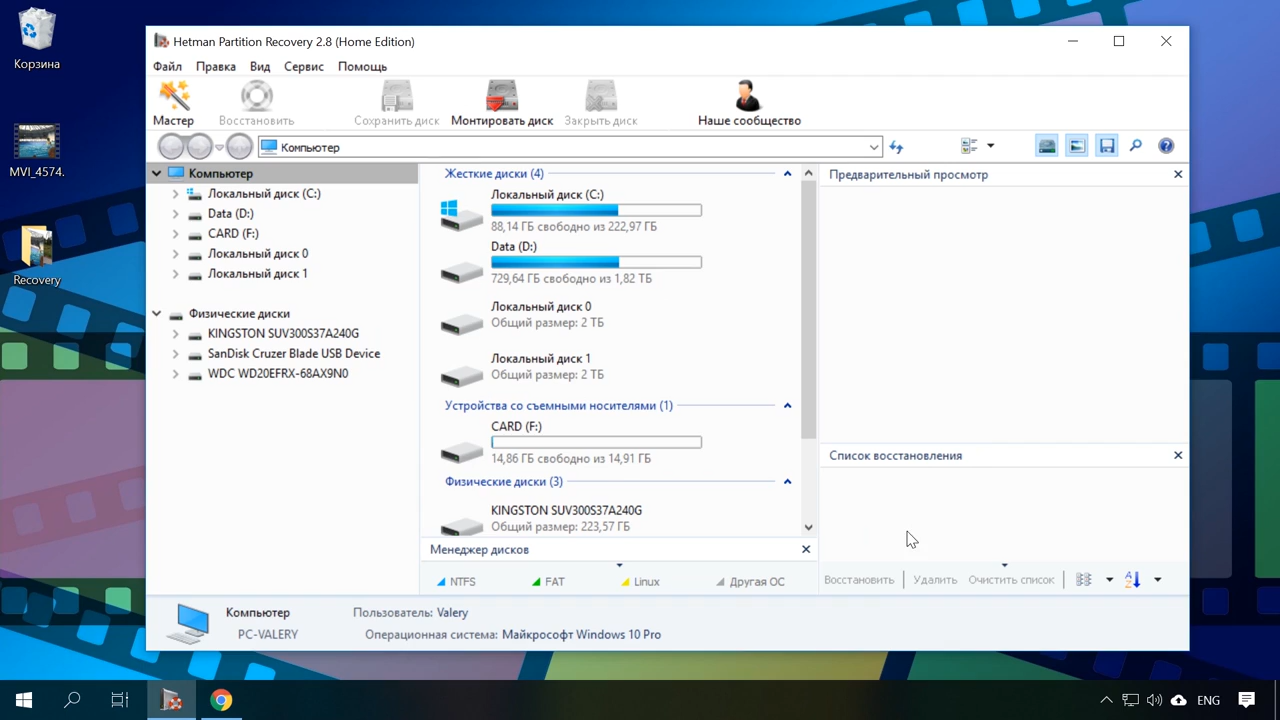 Корзина
MVI_4574.
Recovery
Hetman Partition Recovery 2.8 (Home Edition)
Файл Правка Вид Сервис Помощь
Мастер Восстановить Сохранить диск Монтировать диск Закрыть диск Наше сообщество
Компьютер
Компьютер
Локальный диск (C:)
Data (D:)
CARD (F:)
Локальный диск 0
Локальный диск 1
Физические диски
KINGSTON SUV300S37A240G
SanDisk Cruzer Blade USB Device
WDC WD20EFRX-68AX9N0
Жесткие диски (4)
Локальный диск (C:)
88,14 ГБ свободно из 222,97 ГБ
Data (D:)
729,64 ГБ свободно из 1,82 ТБ
Локальный диск 0
Общий размер: 2 ТБ
Локальный диск 1
Общий размер: 2 ТБ
Устройства со съемными носителями (1)
CARD (F:)
14,86 ГБ свободно из 14,91 ГБ
Физические диски (3)
KINGSTON SUV300S37A240G
Общий размер: 223,57 ГБ
Менеджер дисков
NTFS FAT Linux Другая ОС
Предварительный просмотр
Список восстановления
Восстановить Удалить Очистить список
Компьютер
PC-VALERY
Пользователь: Valery
Операционная система: Майкрософт Windows 10 Pro
ENG